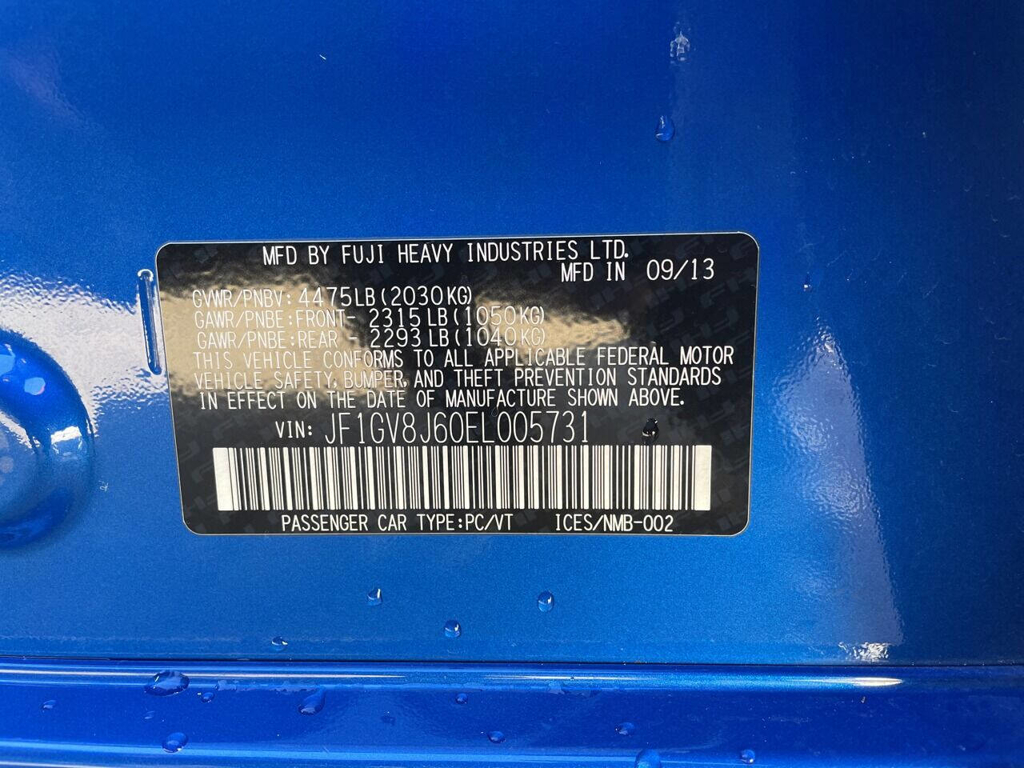 MFD BY FUJI HEAVY INDUSTRIES LTD.
MFD IN 09/13
GVWR/PNBV: 4475LB(2030KG)
GAWR/PNBE:FRONT- 2315LB(1050KG)
GAWR/PNBE:REAR - 2293LB(1040KG)
THIS VEHICLE CONFORMS TO ALL APPLICABLE FEDERAL MOTOR
VEHICLE SAFETY, BUMPER, AND THEFT PREVENTION STANDARDS
IN EFFECT ON THE DATE OF MANUFACTURE SHOWN ABOVE.
VIN: JF1GV8J60EL005731
PASSENGER CAR TYPE:PC/VT ICES/NMB-002